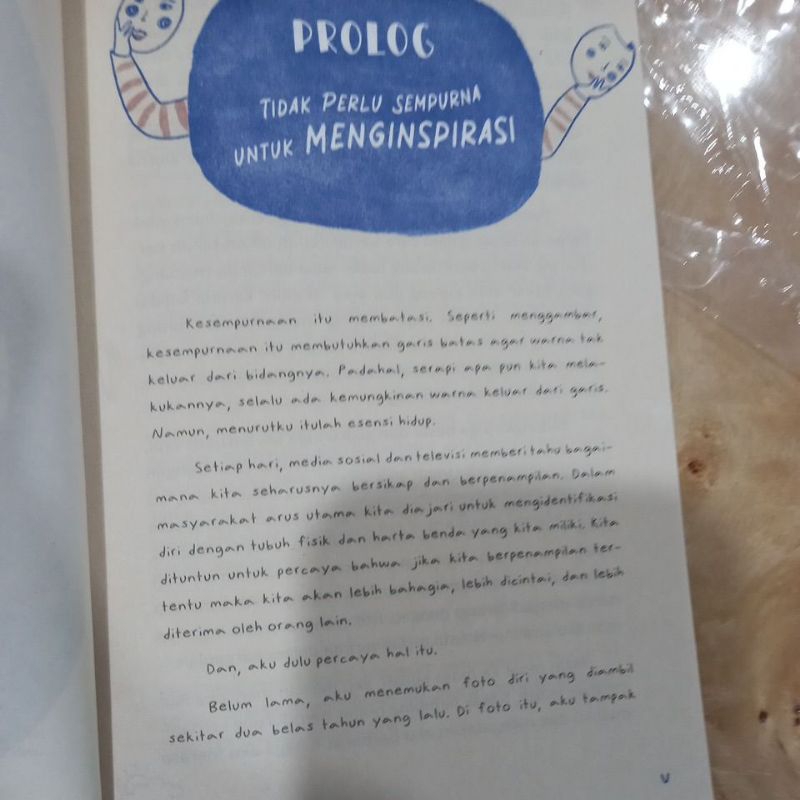 PROLOG
TIDAK PERLU SEMPURNA
UNTUK MENGINSPIRASI
Kesempurnaan itu membatasi. Seperti menggambar,
kesempurnaan itu membutuhkan garis batas agar warna tak
keluar dari bidangnya. Padahal, serapi apa pun kita mela-
kukannya, selalu ada kemungkinan warna keluar dari garis.
Namun, menurutku itulah esensi hidup.
Setiap hari, media sosial dan televisi memberi tahu bagai-
mana kita seharusnya bersikap dan berpenampilan. Dalam
masyarakat arus utama kita diajari untuk mengidentifikasi
diri dengan tubuh fisik dan harta benda yang kita miliki. Kita
dituntun untuk percaya bahwa jika kita berpenampilan ter-
tentu maka kita akan lebih bahagia, lebih dicintai, dan lebih
diterima oleh orang lain.
Dan, aku dulu percaya hal itu.
Belum lama, aku menemukan foto diri yang diambil
sekitar dua belas tahun yang lalu. Di foto itu, aku tampak
v